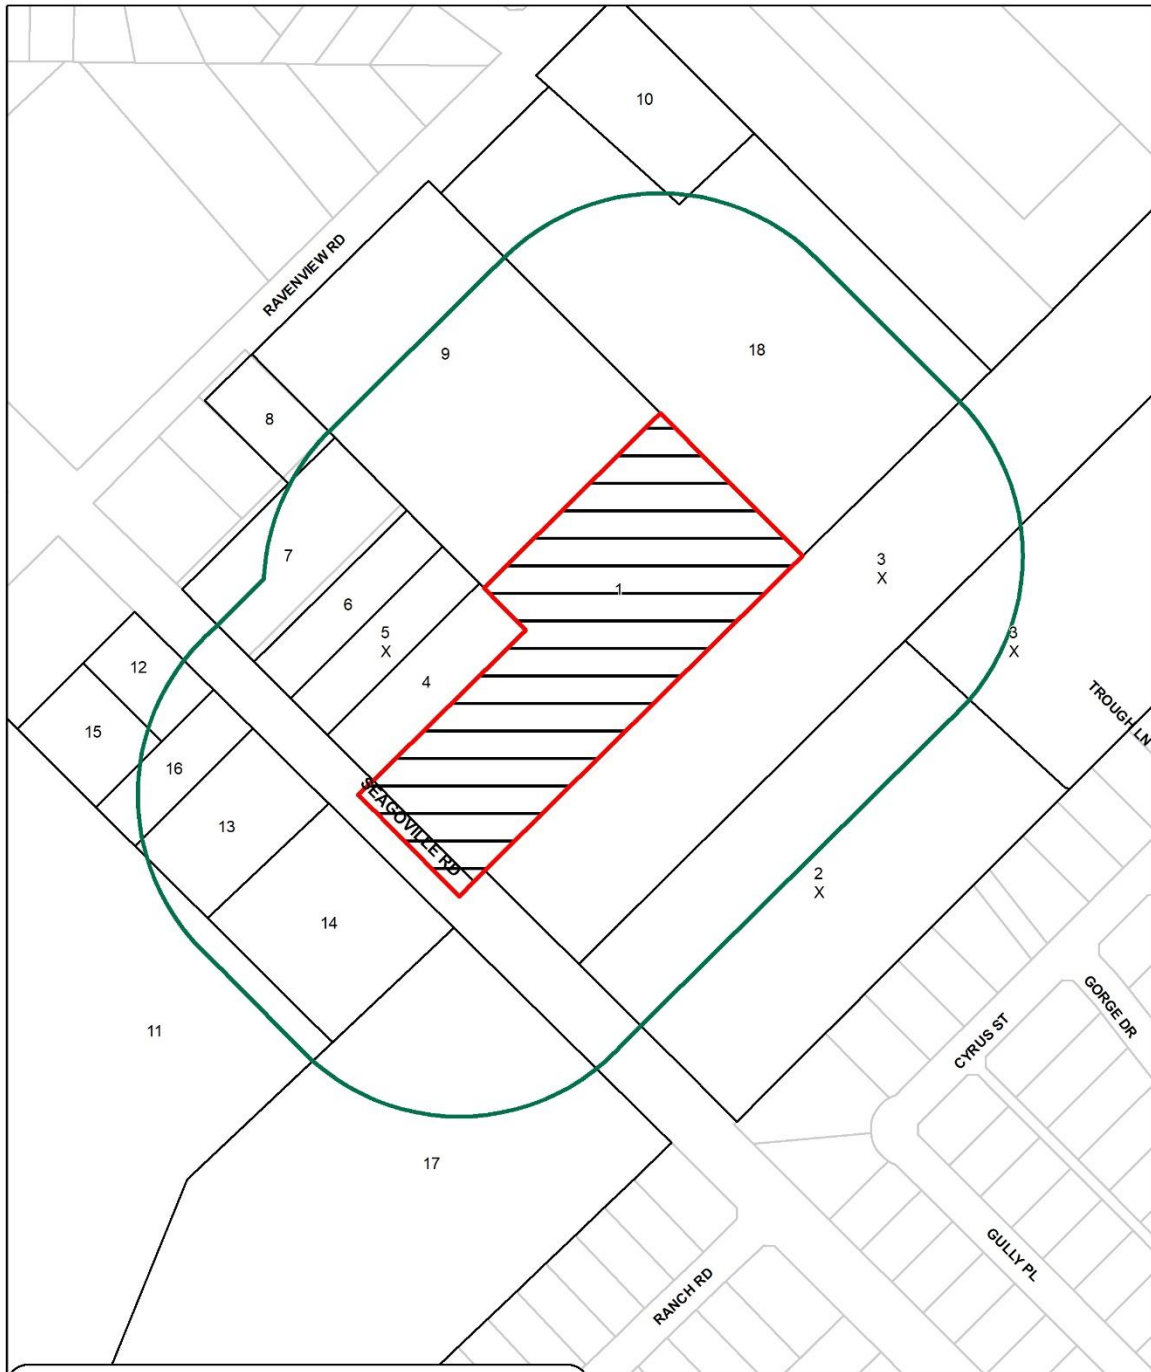 10
RAVENVIEW RD
9
18
8
7
3
X
1
6
5
X
3
X
4
12
TROUGH LN
15
16
SEAGOVILLE RD
13
2
X
14
GORGE DR
11
CYRUS ST
17
GULLY PL
RANCH RD